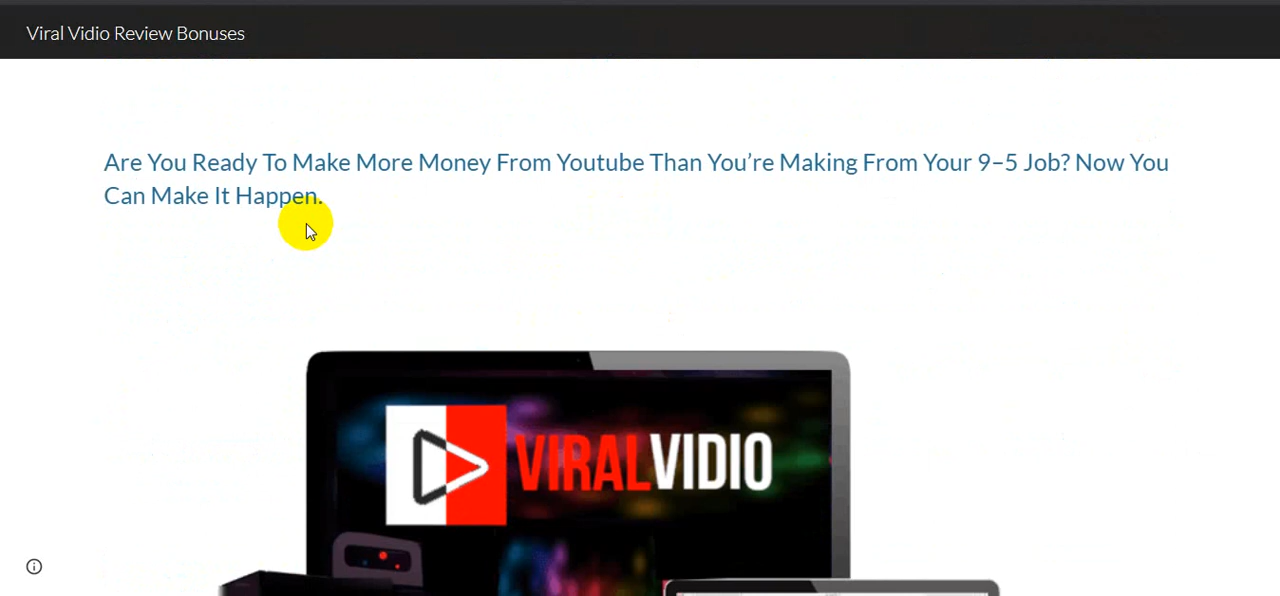 Viral Vidio Review Bonuses
Are You Ready To Make More Money From Youtube Than You’re Making From Your 9–5 Job? Now You
Can Make It Happen.
VIRALVIDIO